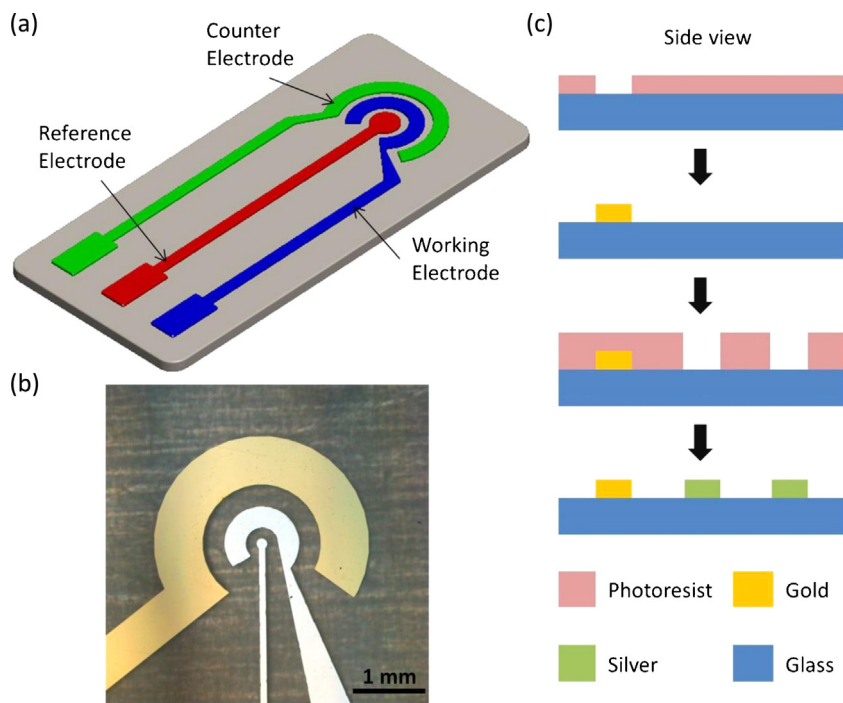 (a)
Counter
Electrode
Reference
Electrode
Working
Electrode
(b)
1 mm
(c)
Side view
Photoresist
Gold
Silver
Glass